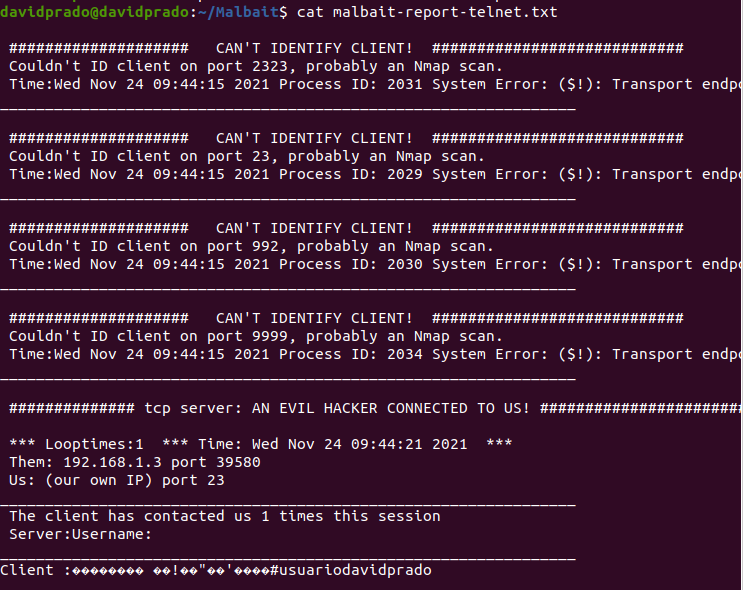 davidprado@davidprado:~/Malbait$ cat malbait-report-telnet.txt
#################### CAN'T IDENTIFY CLIENT! ############################
Couldn't ID client on port 2323, probably an Nmap scan.
Time:Wed Nov 24 09:44:15 2021 Process ID: 2031 System Error: ($!): Transport endpo
________________________________________________________________
#################### CAN'T IDENTIFY CLIENT! ############################
Couldn't ID client on port 23, probably an Nmap scan.
Time:Wed Nov 24 09:44:15 2021 Process ID: 2029 System Error: ($!): Transport endpo
________________________________________________________________
#################### CAN'T IDENTIFY CLIENT! ############################
Couldn't ID client on port 992, probably an Nmap scan.
Time:Wed Nov 24 09:44:15 2021 Process ID: 2030 System Error: ($!): Transport endpo
________________________________________________________________
#################### CAN'T IDENTIFY CLIENT! ############################
Couldn't ID client on port 9999, probably an Nmap scan.
Time:Wed Nov 24 09:44:15 2021 Process ID: 2034 System Error: ($!): Transport endpo
________________________________________________________________
############## tcp server: AN EVIL HACKER CONNECTED TO US! #######################
*** Looptimes:1 *** Time: Wed Nov 24 09:44:21 2021 ***
Them: 192.168.1.3 port 39580
Us: (our own IP) port 23
________________________________________________________________
The client has contacted us 1 times this session
Server:Username:
________________________________________________________________
Client :�������� ��!��"��'����#usuariodavidprado